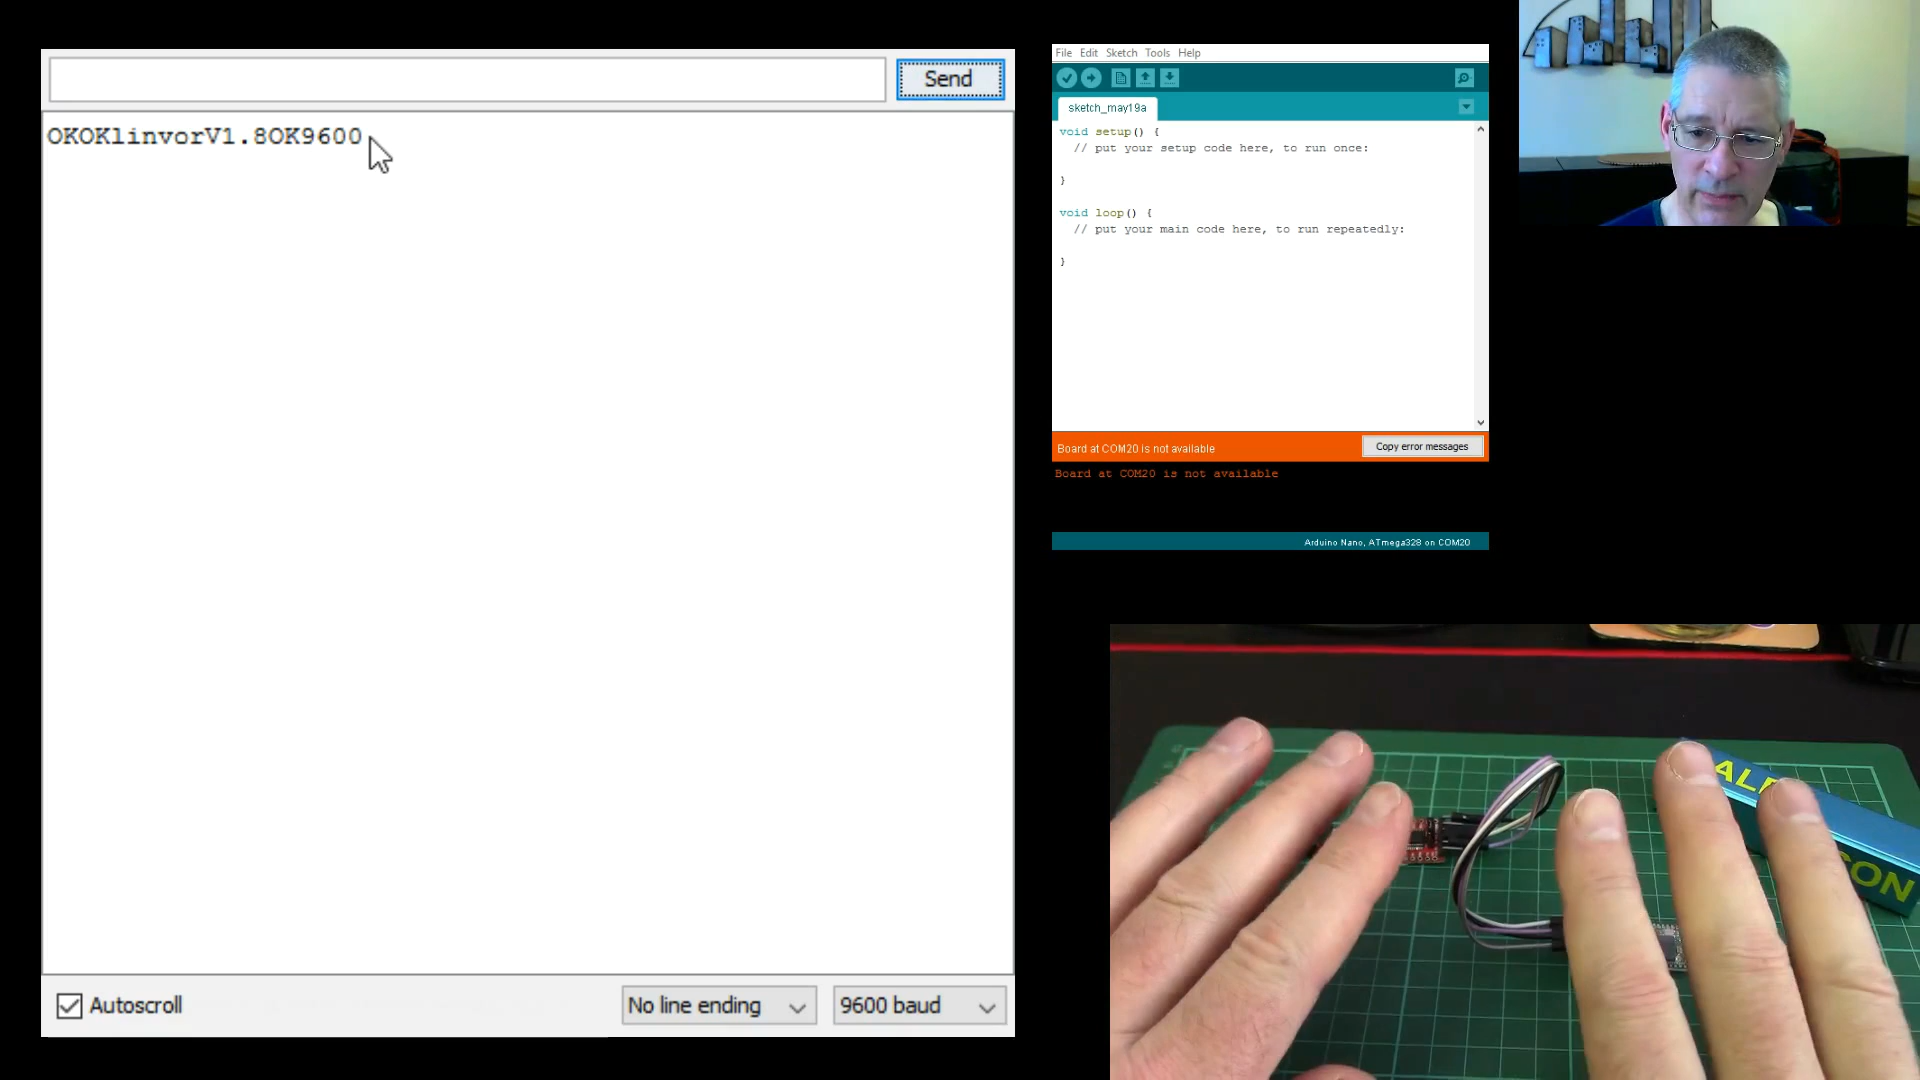 Send
OKOKlinvorV1.8OK9600
Autoscroll
No line ending
9600 baud
File Edit Sketch Tools Help
sketch_may19a
void setup() {
// put your setup code here, to run once:
}
void loop() {
// put your main code here, to run repeatedly:
}
Board at COM20 is not available
Copy error messages
Board at COM20 is not available
Arduino Nano, ATmega328 on COM20